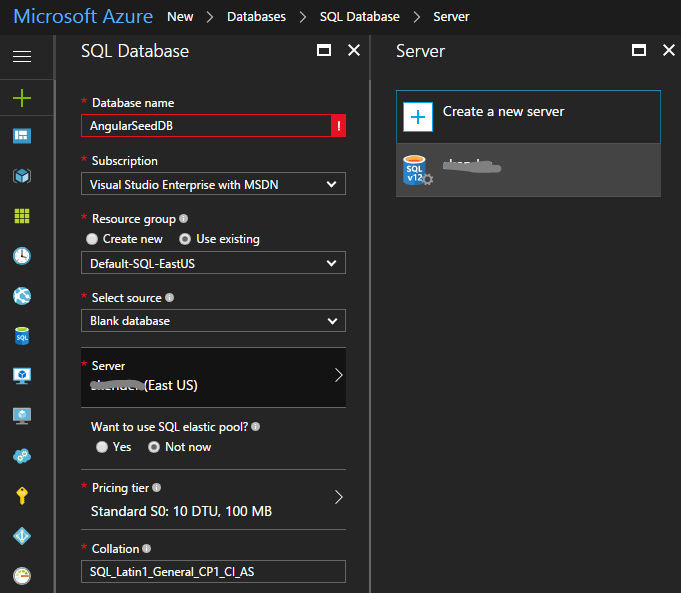 Microsoft Azure New > Databases > SQL Database > Server
SQL Database
* Database name
AngularSeedDB !
* Subscription
Visual Studio Enterprise with MSDN
* Resource group
Create new Use existing
Default-SQL-EastUS
* Select source
Blank database
* Server
(East US)
Want to use SQL elastic pool?
Yes Not now
* Pricing tier
Standard S0: 10 DTU, 100 MB
* Collation
SQL_Latin1_General_CP1_CI_AS
Server
Create a new server
SQL
v12
SQL